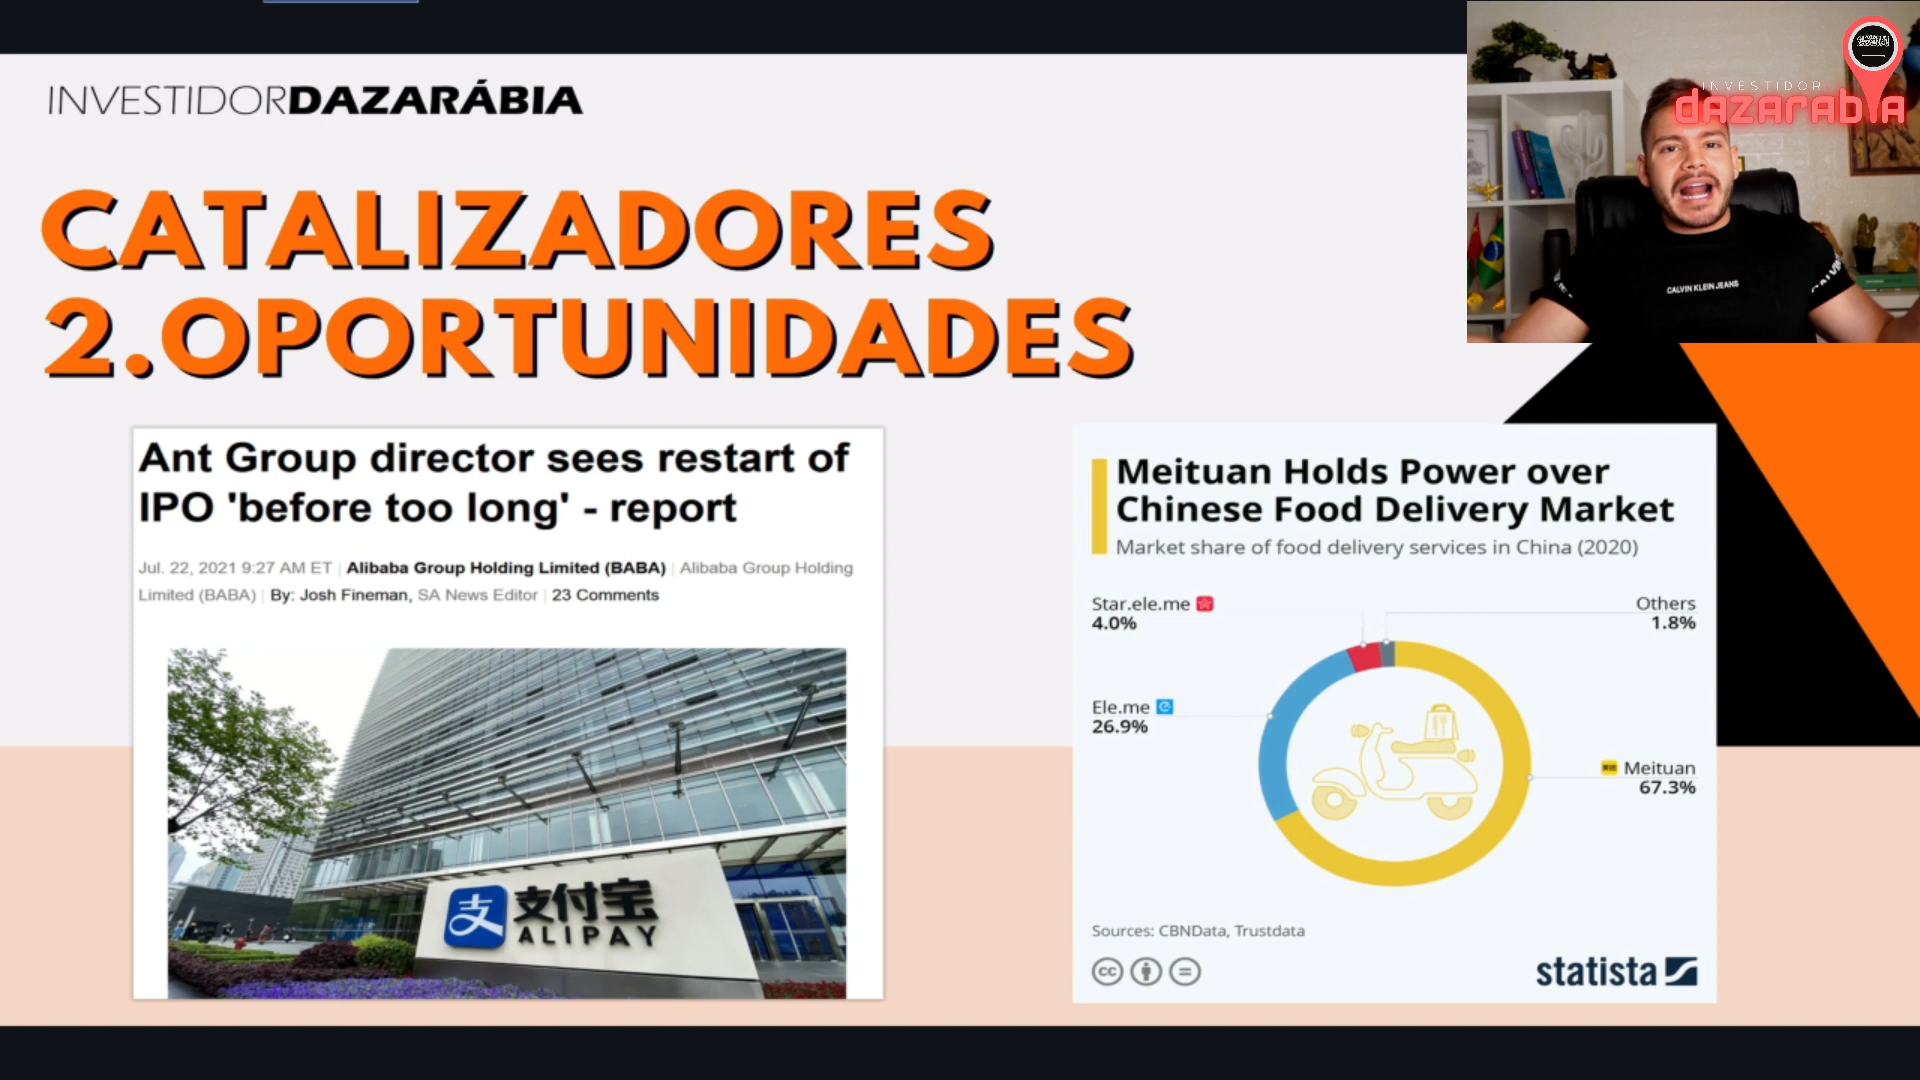 INVESTIDORDAZARÁBIA
INVESTIDOR
dazarabIA
CALVIN KLEIN JEANS
CATALIZADORES
2.OPORTUNIDADES
Ant Group director sees restart of
IPO 'before too long' - report
Jul. 22, 2021 9:27 AM ET | Alibaba Group Holding Limited (BABA) | Alibaba Group Holding
Limited (BABA) | By: Josh Fineman, SA News Editor | 23 Comments
支
支付宝
ALIPAY
Meituan Holds Power over
Chinese Food Delivery Market
Market share of food delivery services in China (2020)
Star.ele.me
4.0%
Others
1.8%
Ele.me
26.9%
Meituan
67.3%
Sources: CBNData, Trustdata
cc
statista